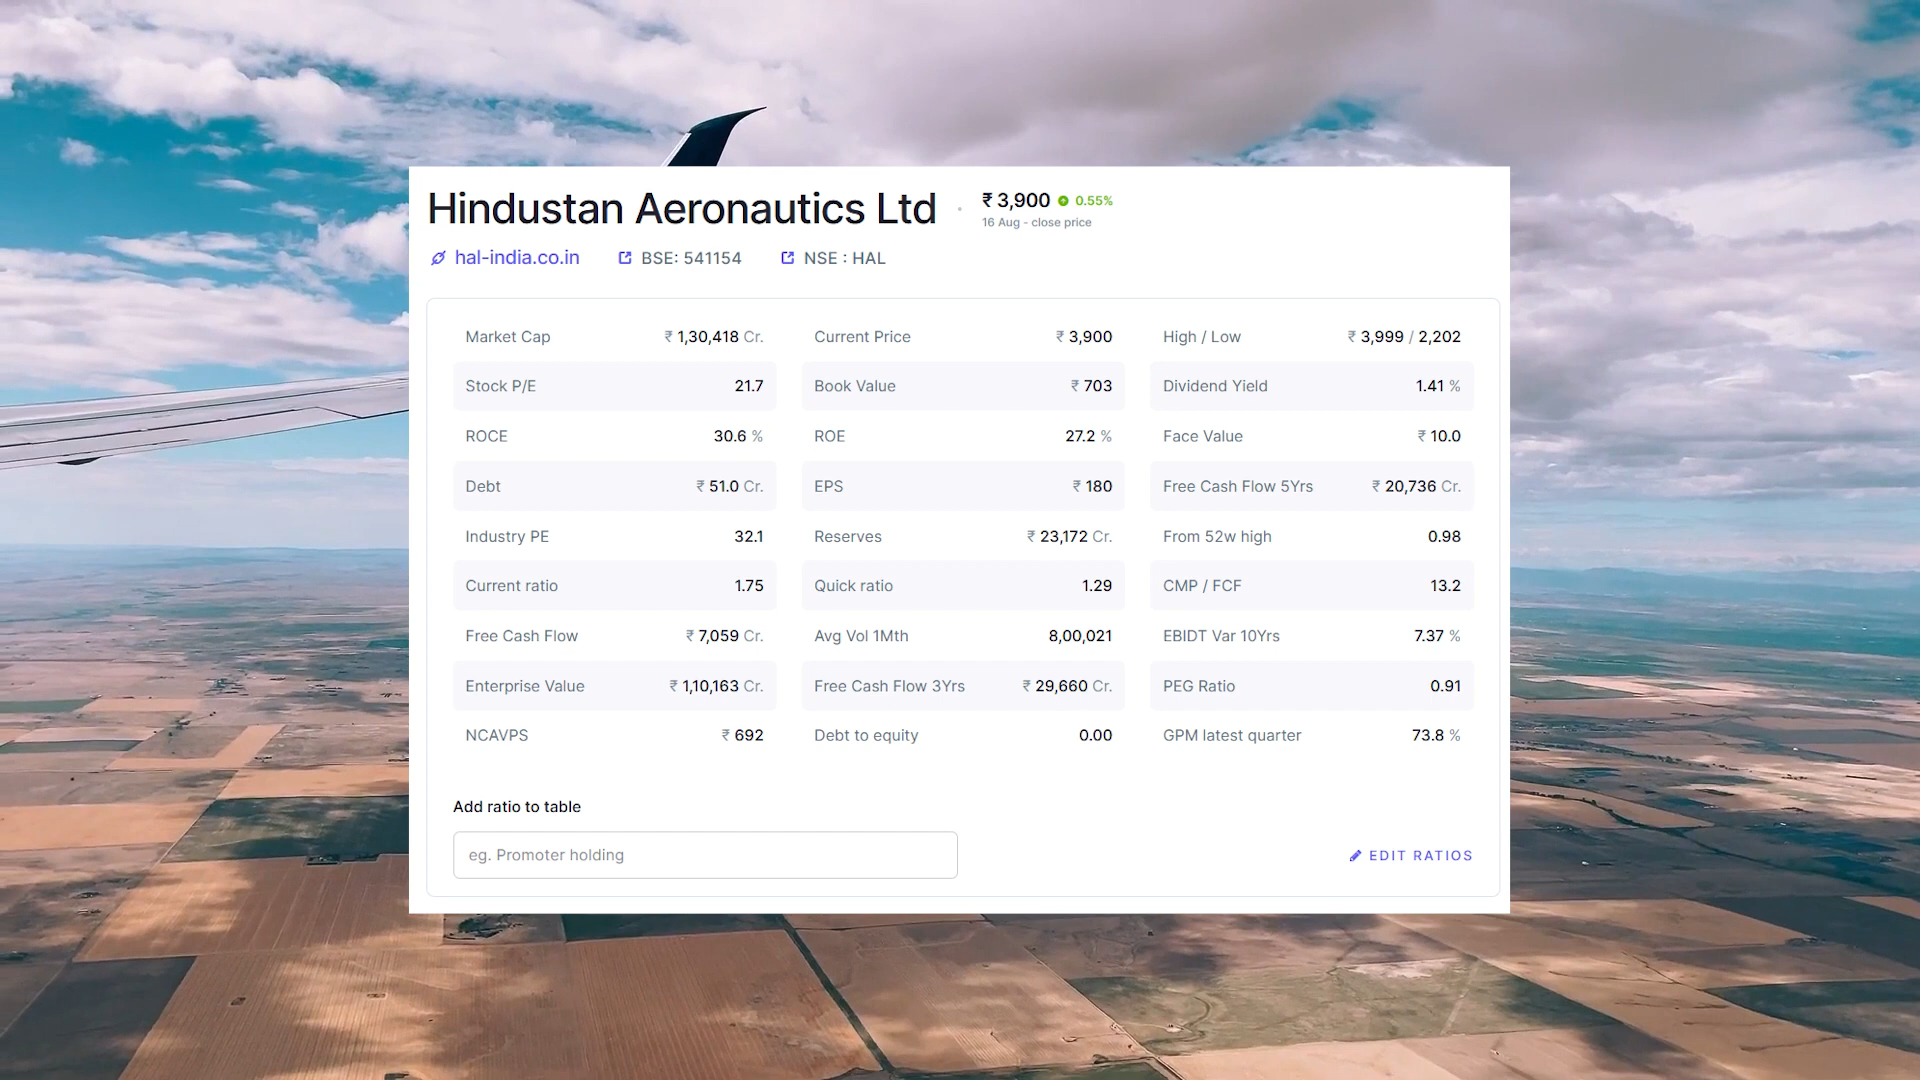 Hindustan Aeronautics Ltd
₹ 3,900 0.55%
16 Aug - close price
hal-india.co.in BSE: 541154 NSE : HAL
Market Cap ₹ 1,30,418 Cr. Current Price ₹ 3,900 High / Low ₹ 3,999 / 2,202
Stock P/E 21.7 Book Value ₹ 703 Dividend Yield 1.41 %
ROCE 30.6 % ROE 27.2 % Face Value ₹ 10.0
Debt ₹ 51.0 Cr. EPS ₹ 180 Free Cash Flow 5Yrs ₹ 20,736 Cr.
Industry PE 32.1 Reserves ₹ 23,172 Cr. From 52w high 0.98
Current ratio 1.75 Quick ratio 1.29 CMP / FCF 13.2
Free Cash Flow ₹ 7,059 Cr. Avg Vol 1Mth 8,00,021 EBIDT Var 10Yrs 7.37 %
Enterprise Value ₹ 1,10,163 Cr. Free Cash Flow 3Yrs ₹ 29,660 Cr. PEG Ratio 0.91
NCAVPS ₹ 692 Debt to equity 0.00 GPM latest quarter 73.8 %
Add ratio to table
eg. Promoter holding
EDIT RATIOS